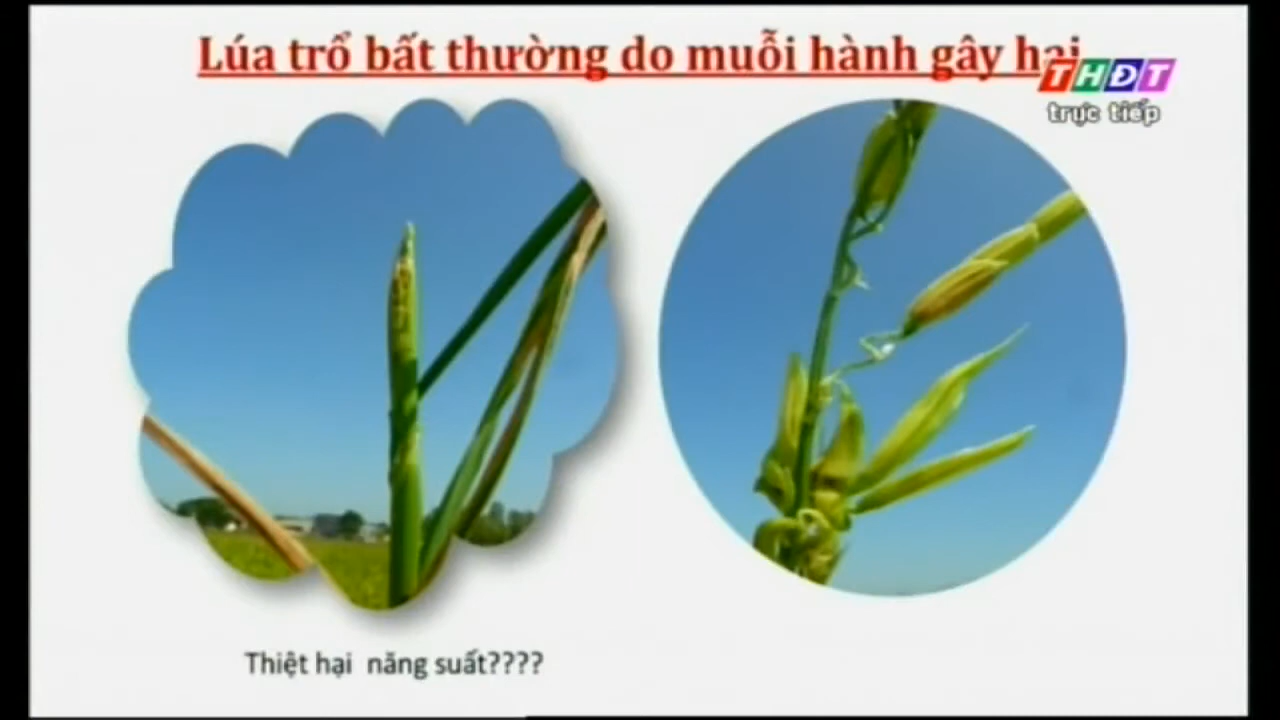 Lúa trổ bất thường do muỗi hành gây hại
THĐT
trực tiếp
Thiệt hại  năng suất????